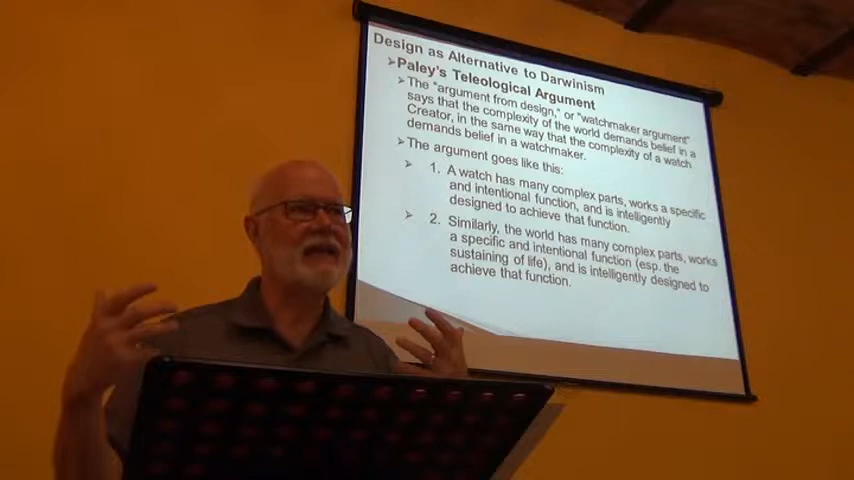 Design as Alternative to Darwinism
➢Paley's Teleological Argument
➢The "argument from design," or "watchmaker argument"
says that the complexity of the world demands belief in a
Creator, in the same way that the complexity of a watch
demands belief in a watchmaker.
➢The argument goes like this:
➢ 1. A watch has many complex parts, works a specific
and intentional function, and is intelligently
designed to achieve that function.
➢ 2. Similarly, the world has many complex parts, works
a specific and intentional function (esp. the
sustaining of life), and is intelligently designed to
achieve that function.